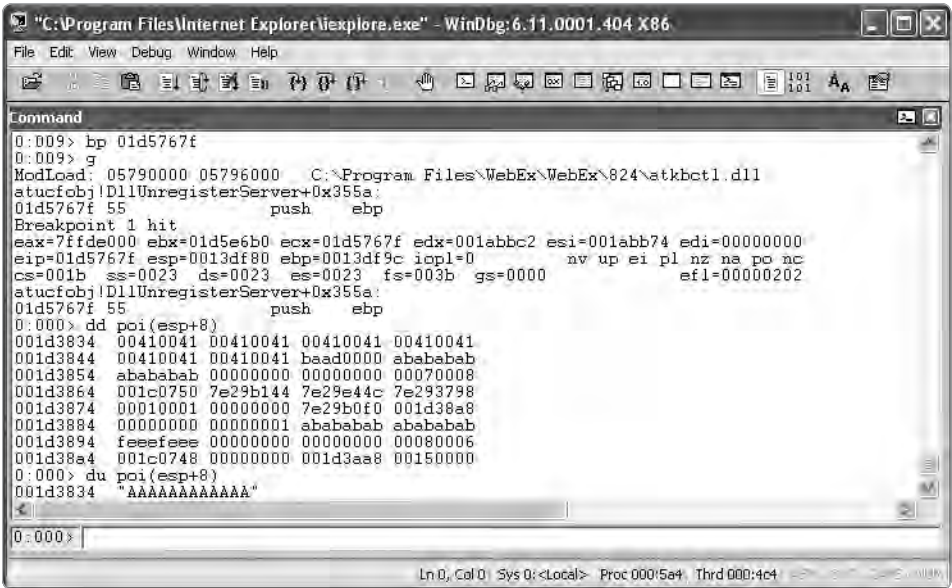 "C:\Program Files\Internet Explorer\iexplore.exe" - WinDbg:6.11.0001.404 X86
File Edit View Debug Window Help
Command
0:009> bp 01d5767f
0:009> g
ModLoad: 05790000 05796000   C:\Program Files\WebEx\WebEx\824\atkbctl.dll
atucfobj!DllUnregisterServer+0x355a:
01d5767f 55              push    ebp
Breakpoint 1 hit
eax=7ffde000 ebx=01d5e6b0 ecx=01d5767f edx=001abbc2 esi=001abb74 edi=00000000
eip=01d5767f esp=0013df80 ebp=0013df9c iopl=0         nv up ei pl nz na po nc
cs=001b  ss=0023  ds=0023  es=0023  fs=003b  gs=0000             efl=00000202
atucfobj!DllUnregisterServer+0x355a:
01d5767f 55              push    ebp
0:000> dd poi(esp+8)
001d3834  00410041 00410041 00410041 00410041
001d3844  00410041 00410041 baad0000 abababab
001d3854  abababab 00000000 00000000 00070008
001d3864  001c0750 7e29b144 7e29e44c 7e293798
001d3874  00010001 00000000 7e29b0f0 001d38a8
001d3884  00000000 00000001 abababab abababab
001d3894  feeefeee 00000000 00000000 00080006
001d38a4  001c0748 00000000 001d3aa8 00150000
0:000> du poi(esp+8)
001d3834  "AAAAAAAAAAAA"
0:000>
Ln 0, Col 0 Sys 0:<Local> Proc 000:5a4 Thrd 000:4c4